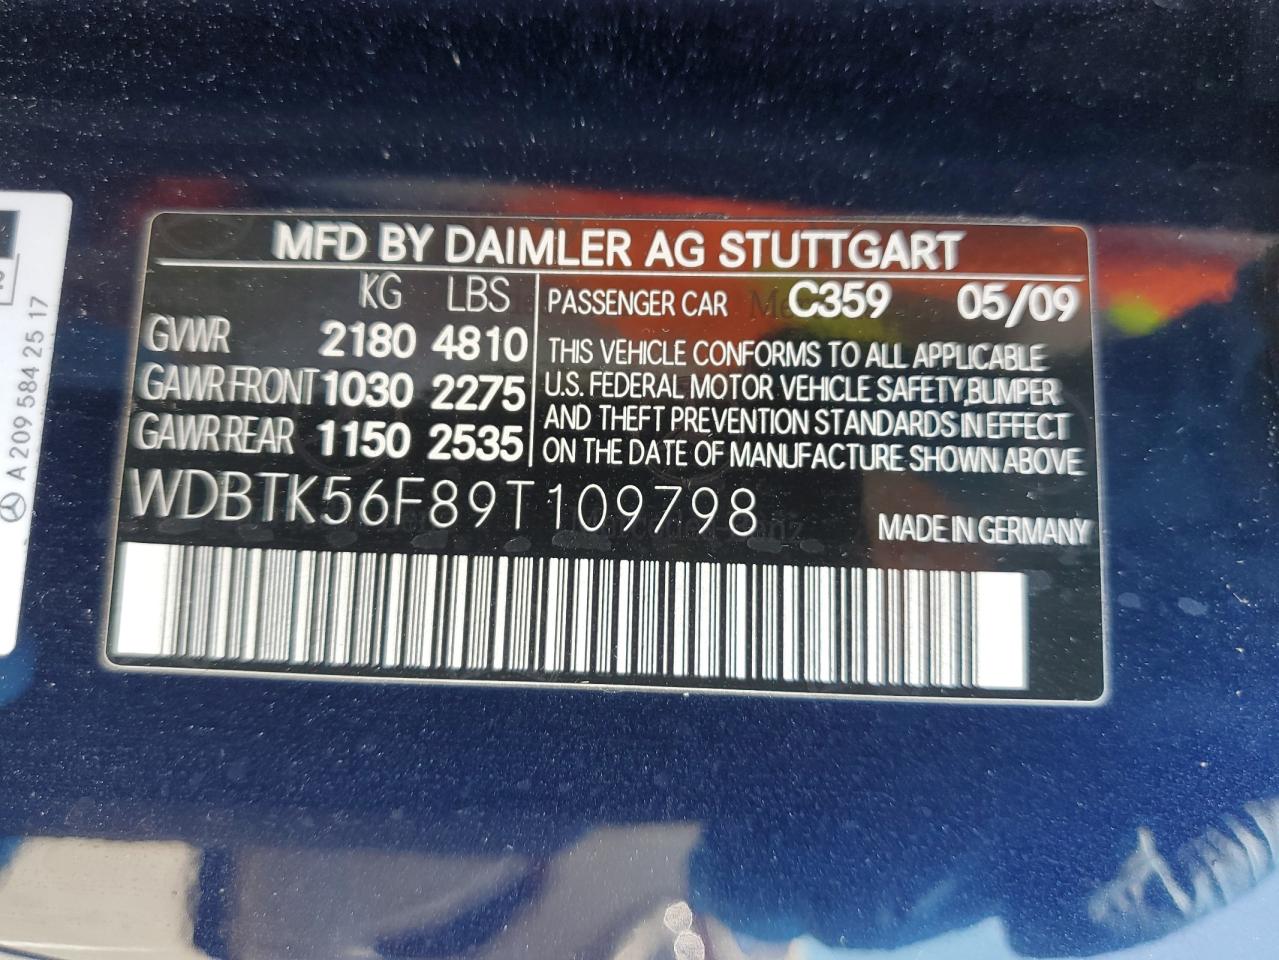 MFD BY DAIMLER AG STUTTGART
KG LBS
GVWR 2180 4810
GAWR FRONT 1030 2275
GAWR REAR 1150 2535
PASSENGER CAR C359 05/09
THIS VEHICLE CONFORMS TO ALL APPLICABLE
U.S. FEDERAL MOTOR VEHICLE SAFETY,BUMPER
AND THEFT PREVENTION STANDARDS IN EFFECT
ON THE DATE OF MANUFACTURE SHOWN ABOVE
WDBTK56F89T109798
MADE IN GERMANY
A 209 584 25 17